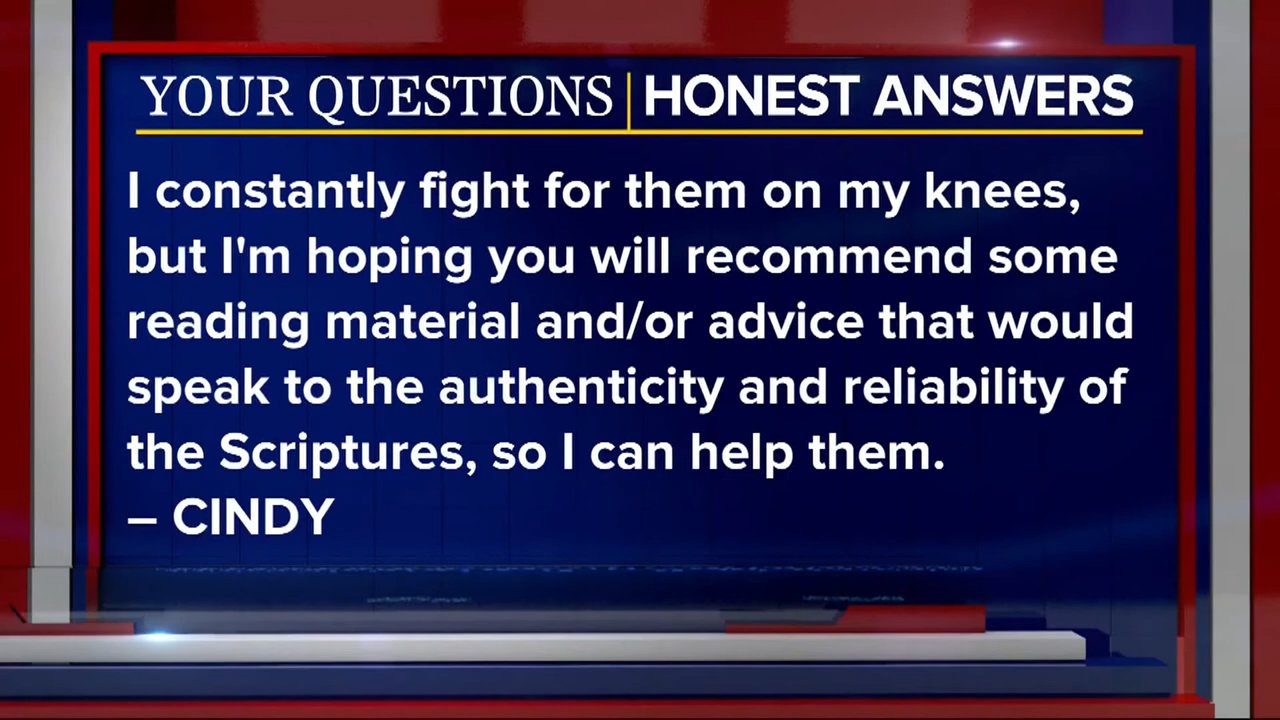 YOUR QUESTIONS | HONEST ANSWERS
I constantly fight for them on my knees,
but I'm hoping you will recommend some
reading material and/or advice that would
speak to the authenticity and reliability of
the Scriptures, so I can help them.
– CINDY